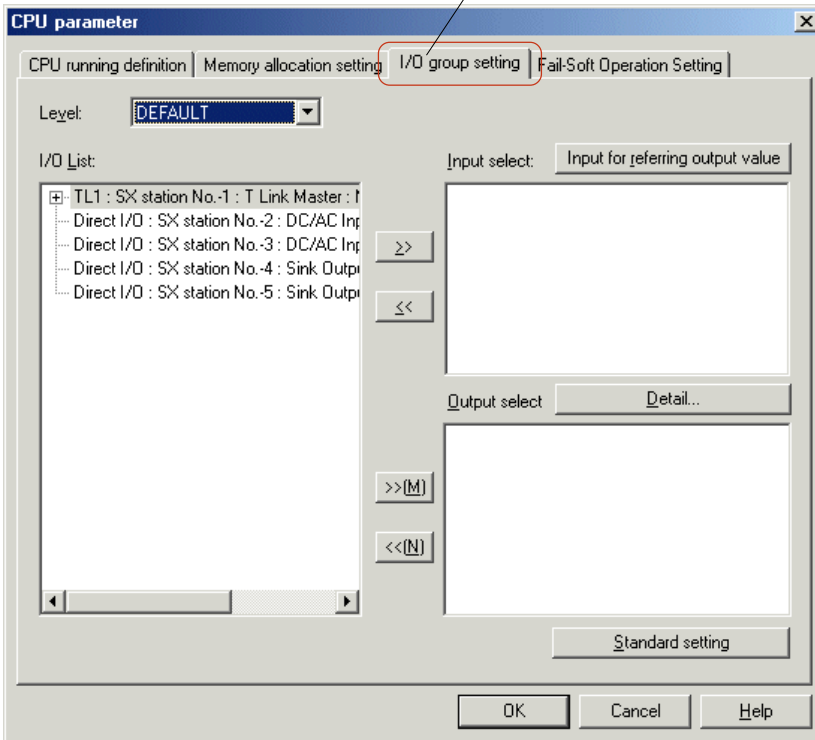 CPU parameter
CPU running definition
Memory allocation setting
I/O group setting
Fail-Soft Operation Setting
Level:
DEFAULT
I/O List:
Input select:
Input for referring output value
TL1 : SX station No.-1 : T Link Master :
Direct I/O : SX station No.-2 : DC/AC Inp
Direct I/O : SX station No.-3 : DC/AC Inp
Direct I/O : SX station No.-4 : Sink Outp
Direct I/O : SX station No.-5 : Sink Outp
>>
<<
Output select
Detail...
>>(M)
<<(N)
Standard setting
OK
Cancel
Help